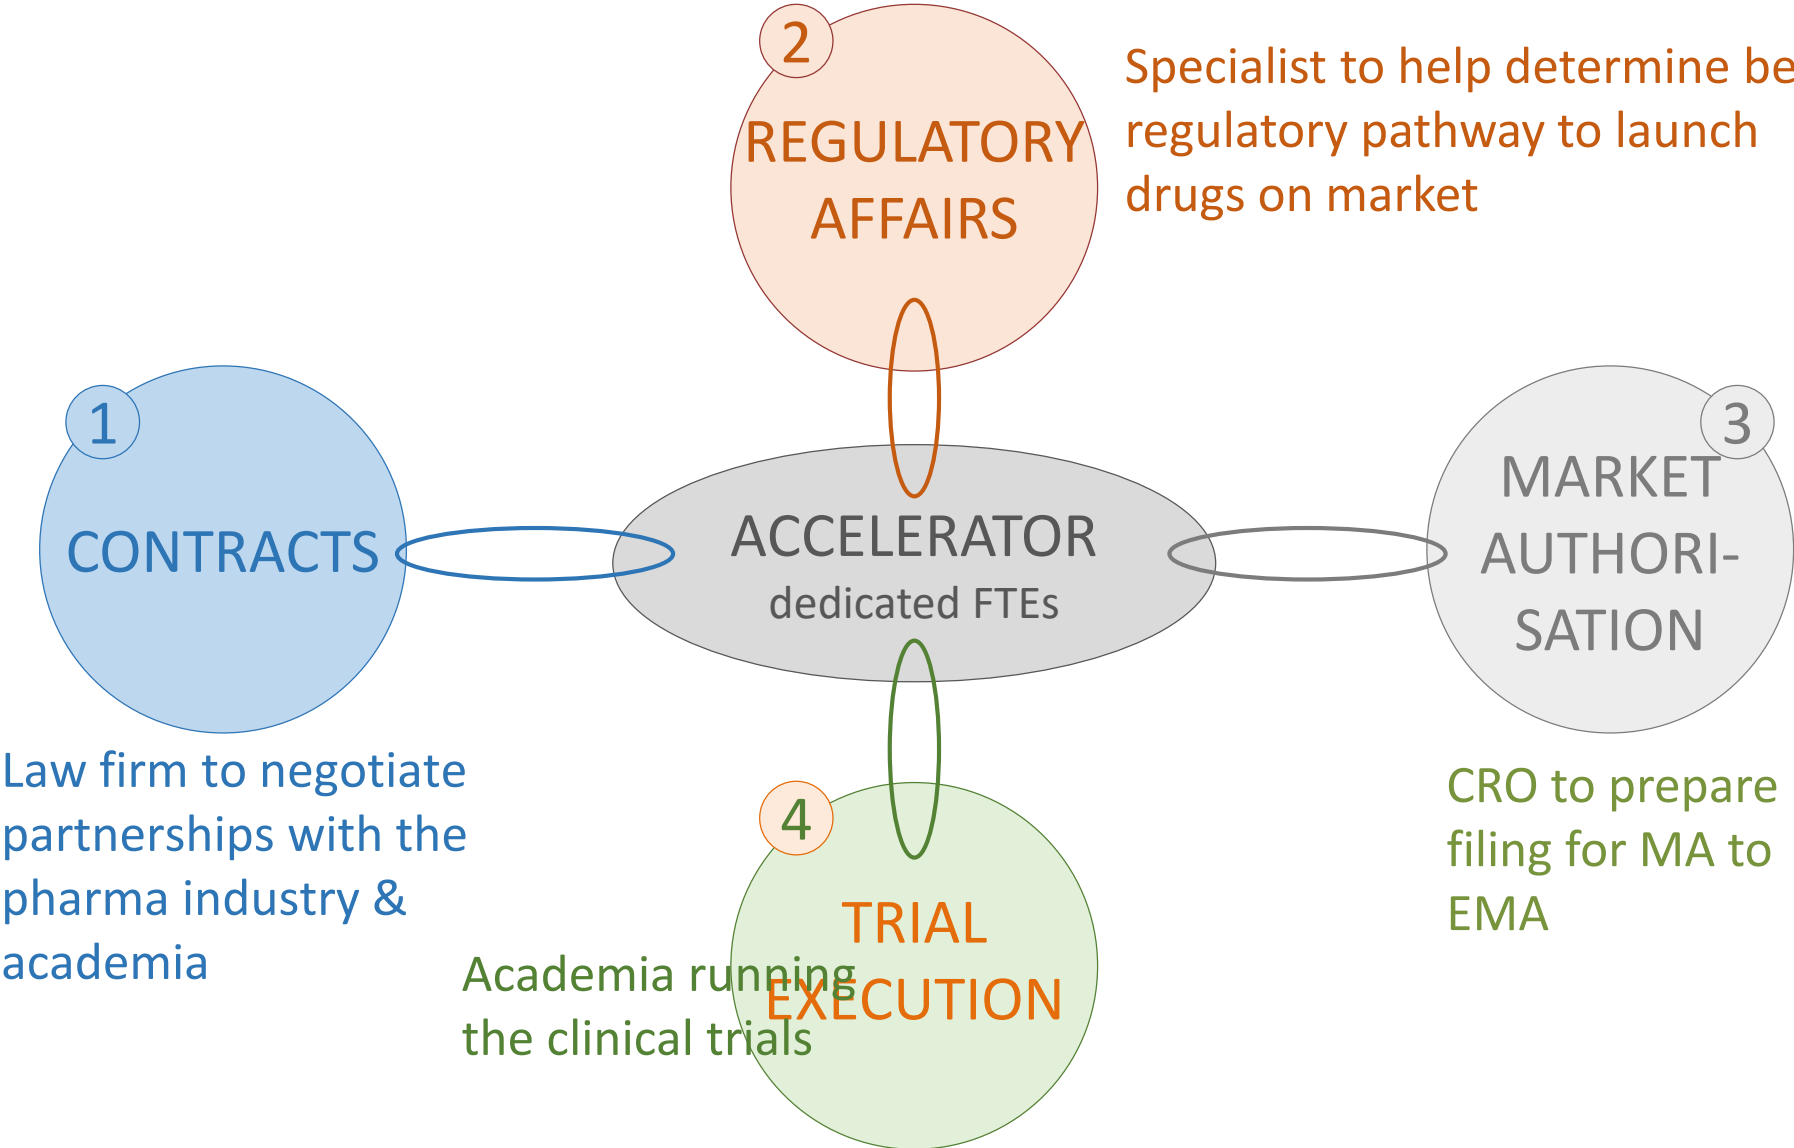 2
REGULATORY
AFFAIRS
Specialist to help determine be
regulatory pathway to launch
drugs on market
1
CONTRACTS
Law firm to negotiate
partnerships with the
pharma industry &
academia
ACCELERATOR
dedicated FTEs
3
MARKET
AUTHORI-
SATION
CRO to prepare
filing for MA to
EMA
4
TRIAL
EXECUTION
Academia running
the clinical trials